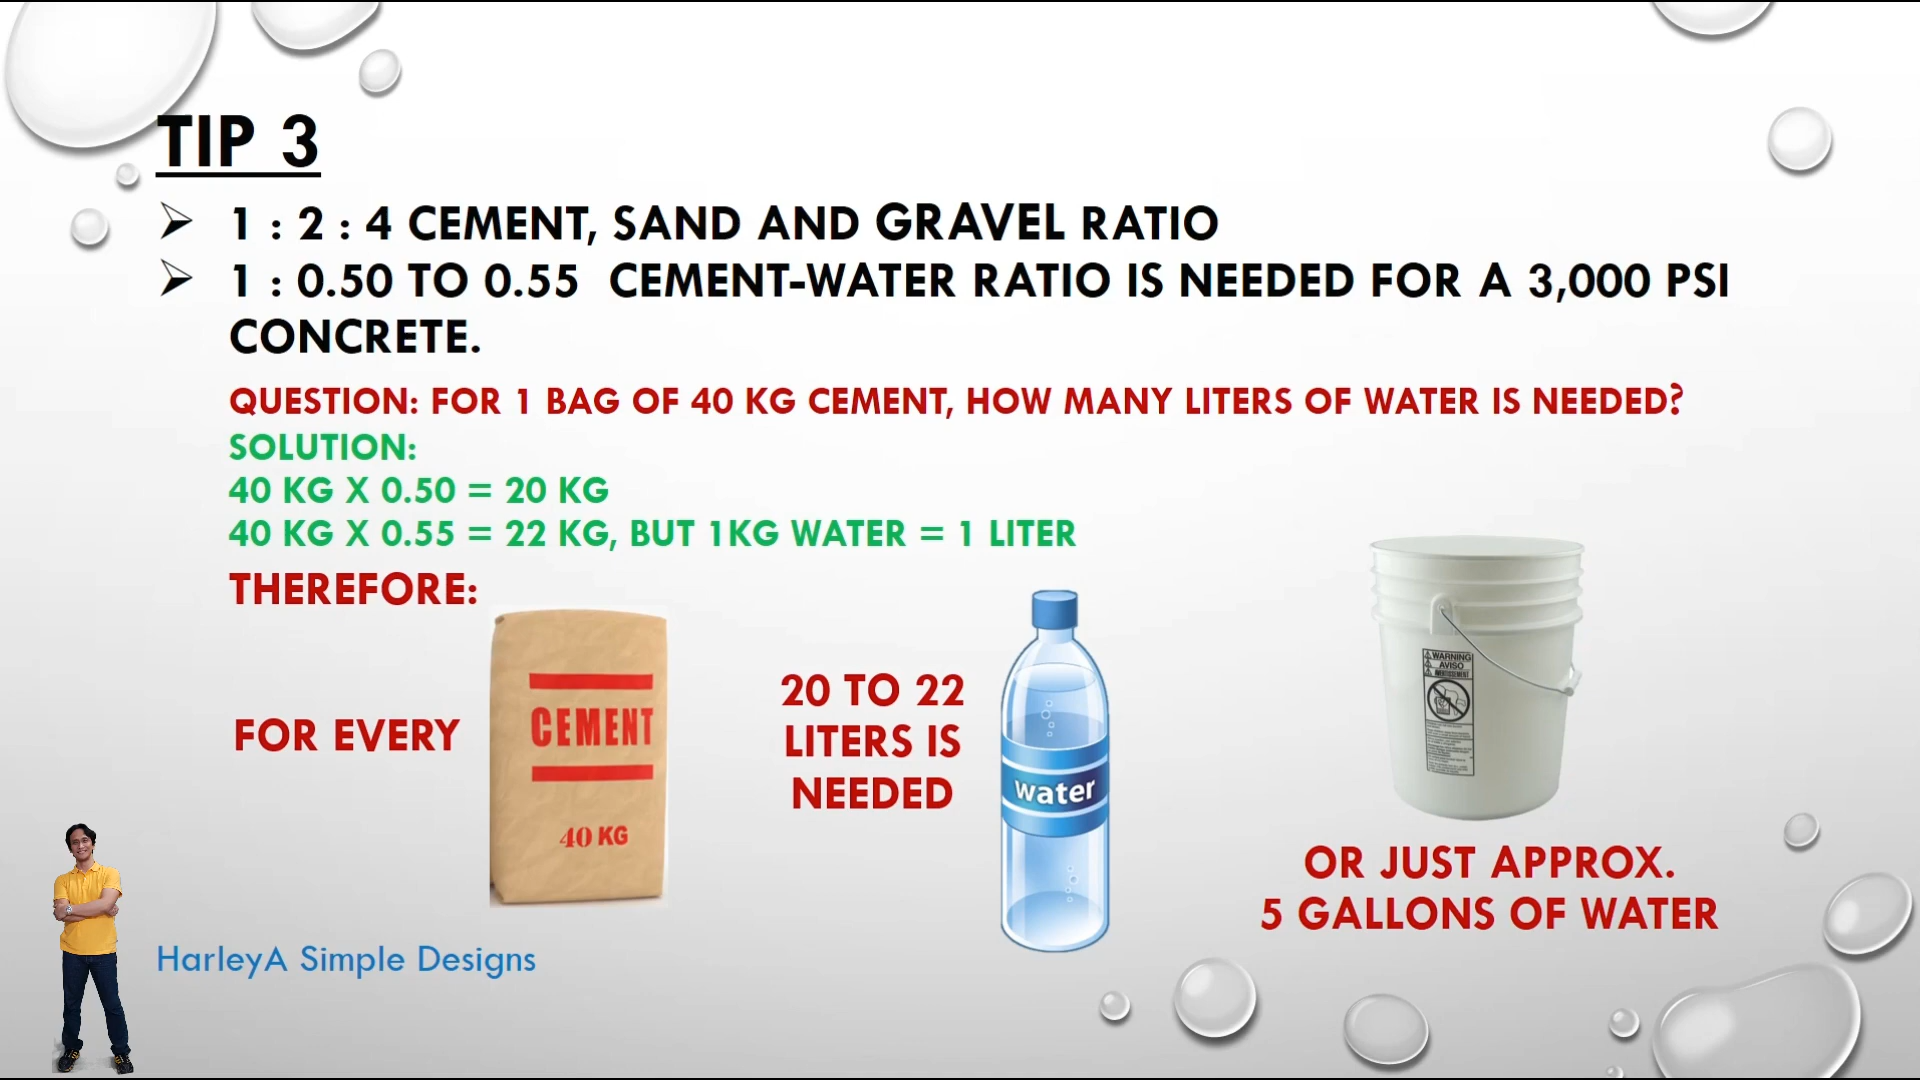 TIP 3
1 : 2 : 4 CEMENT, SAND AND GRAVEL RATIO
1 : 0.50 TO 0.55 CEMENT-WATER RATIO IS NEEDED FOR A 3,000 PSI
CONCRETE.
QUESTION: FOR 1 BAG OF 40 KG CEMENT, HOW MANY LITERS OF WATER IS NEEDED?
SOLUTION:
40 KG X 0.50 = 20 KG
40 KG X 0.55 = 22 KG, BUT 1KG WATER = 1 LITER
THEREFORE:
FOR EVERY
CEMENT
40 KG
20 TO 22
LITERS IS
NEEDED
water
WARNING
AVISO
OR JUST APPROX.
5 GALLONS OF WATER
HarleyA Simple Designs